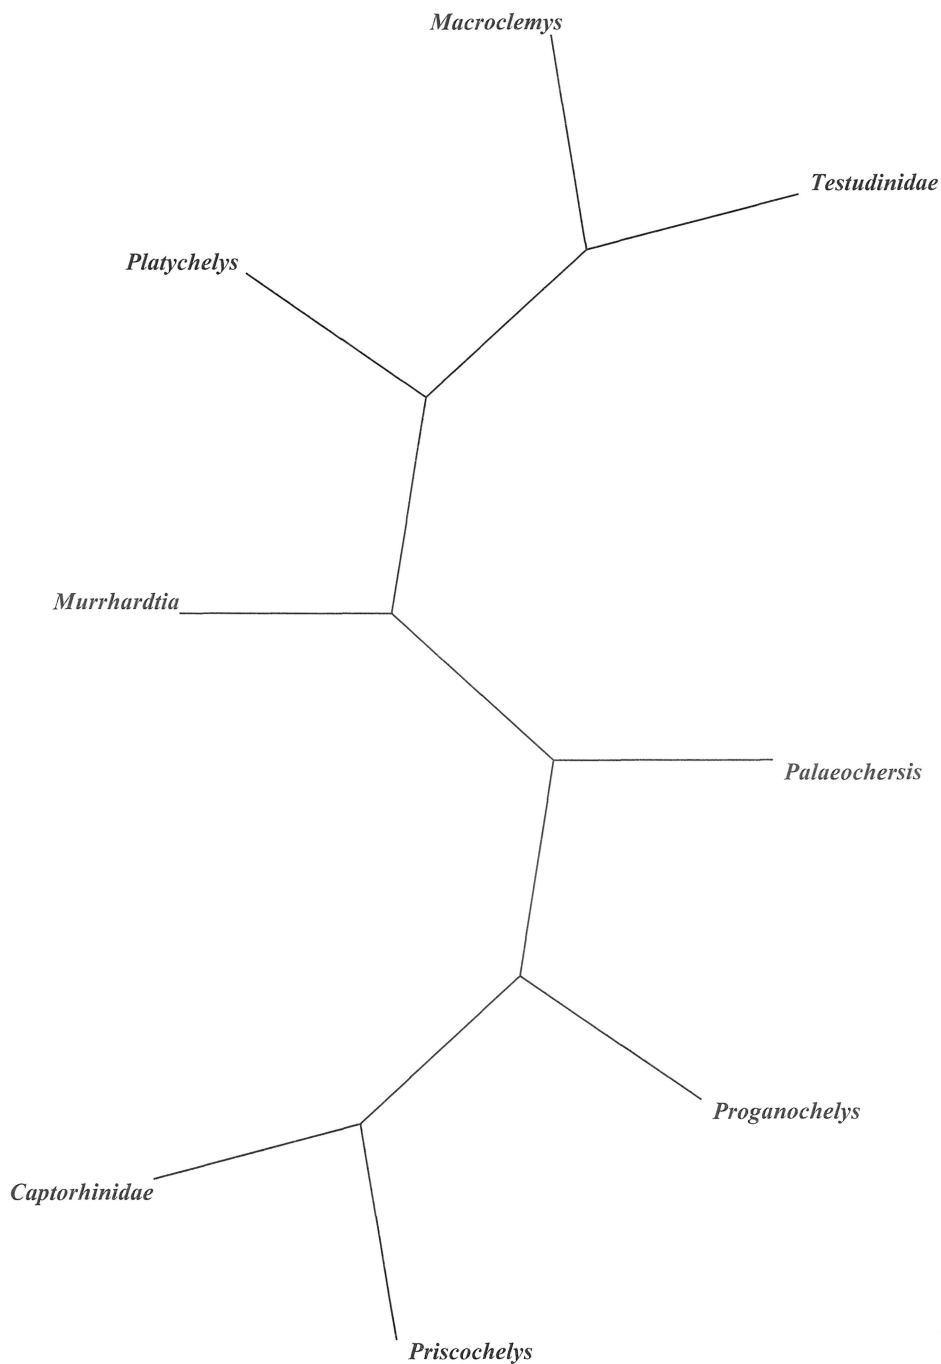 Macroclemys
Testudinidae
Platychelys
Murrhardtia
Palaeochersis
Proganochelys
Captorhinidae
Priscochelys